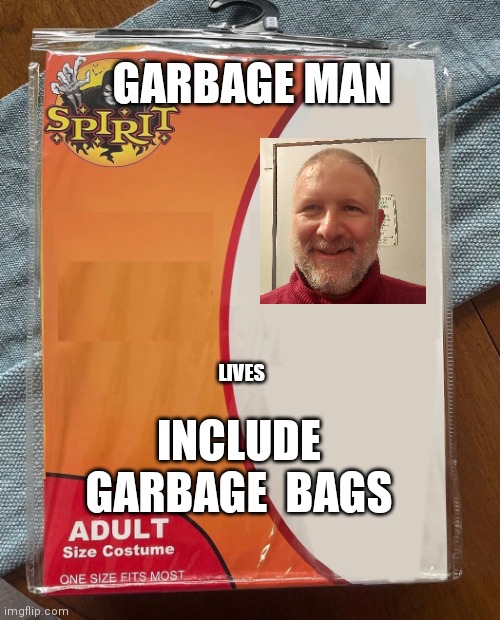 GARBAGE MAN
SPIRIT
LIVES
INCLUDE
GARBAGE BAGS
ADULT
Size Costume
ONE SIZE FITS MOST
imgflip.com